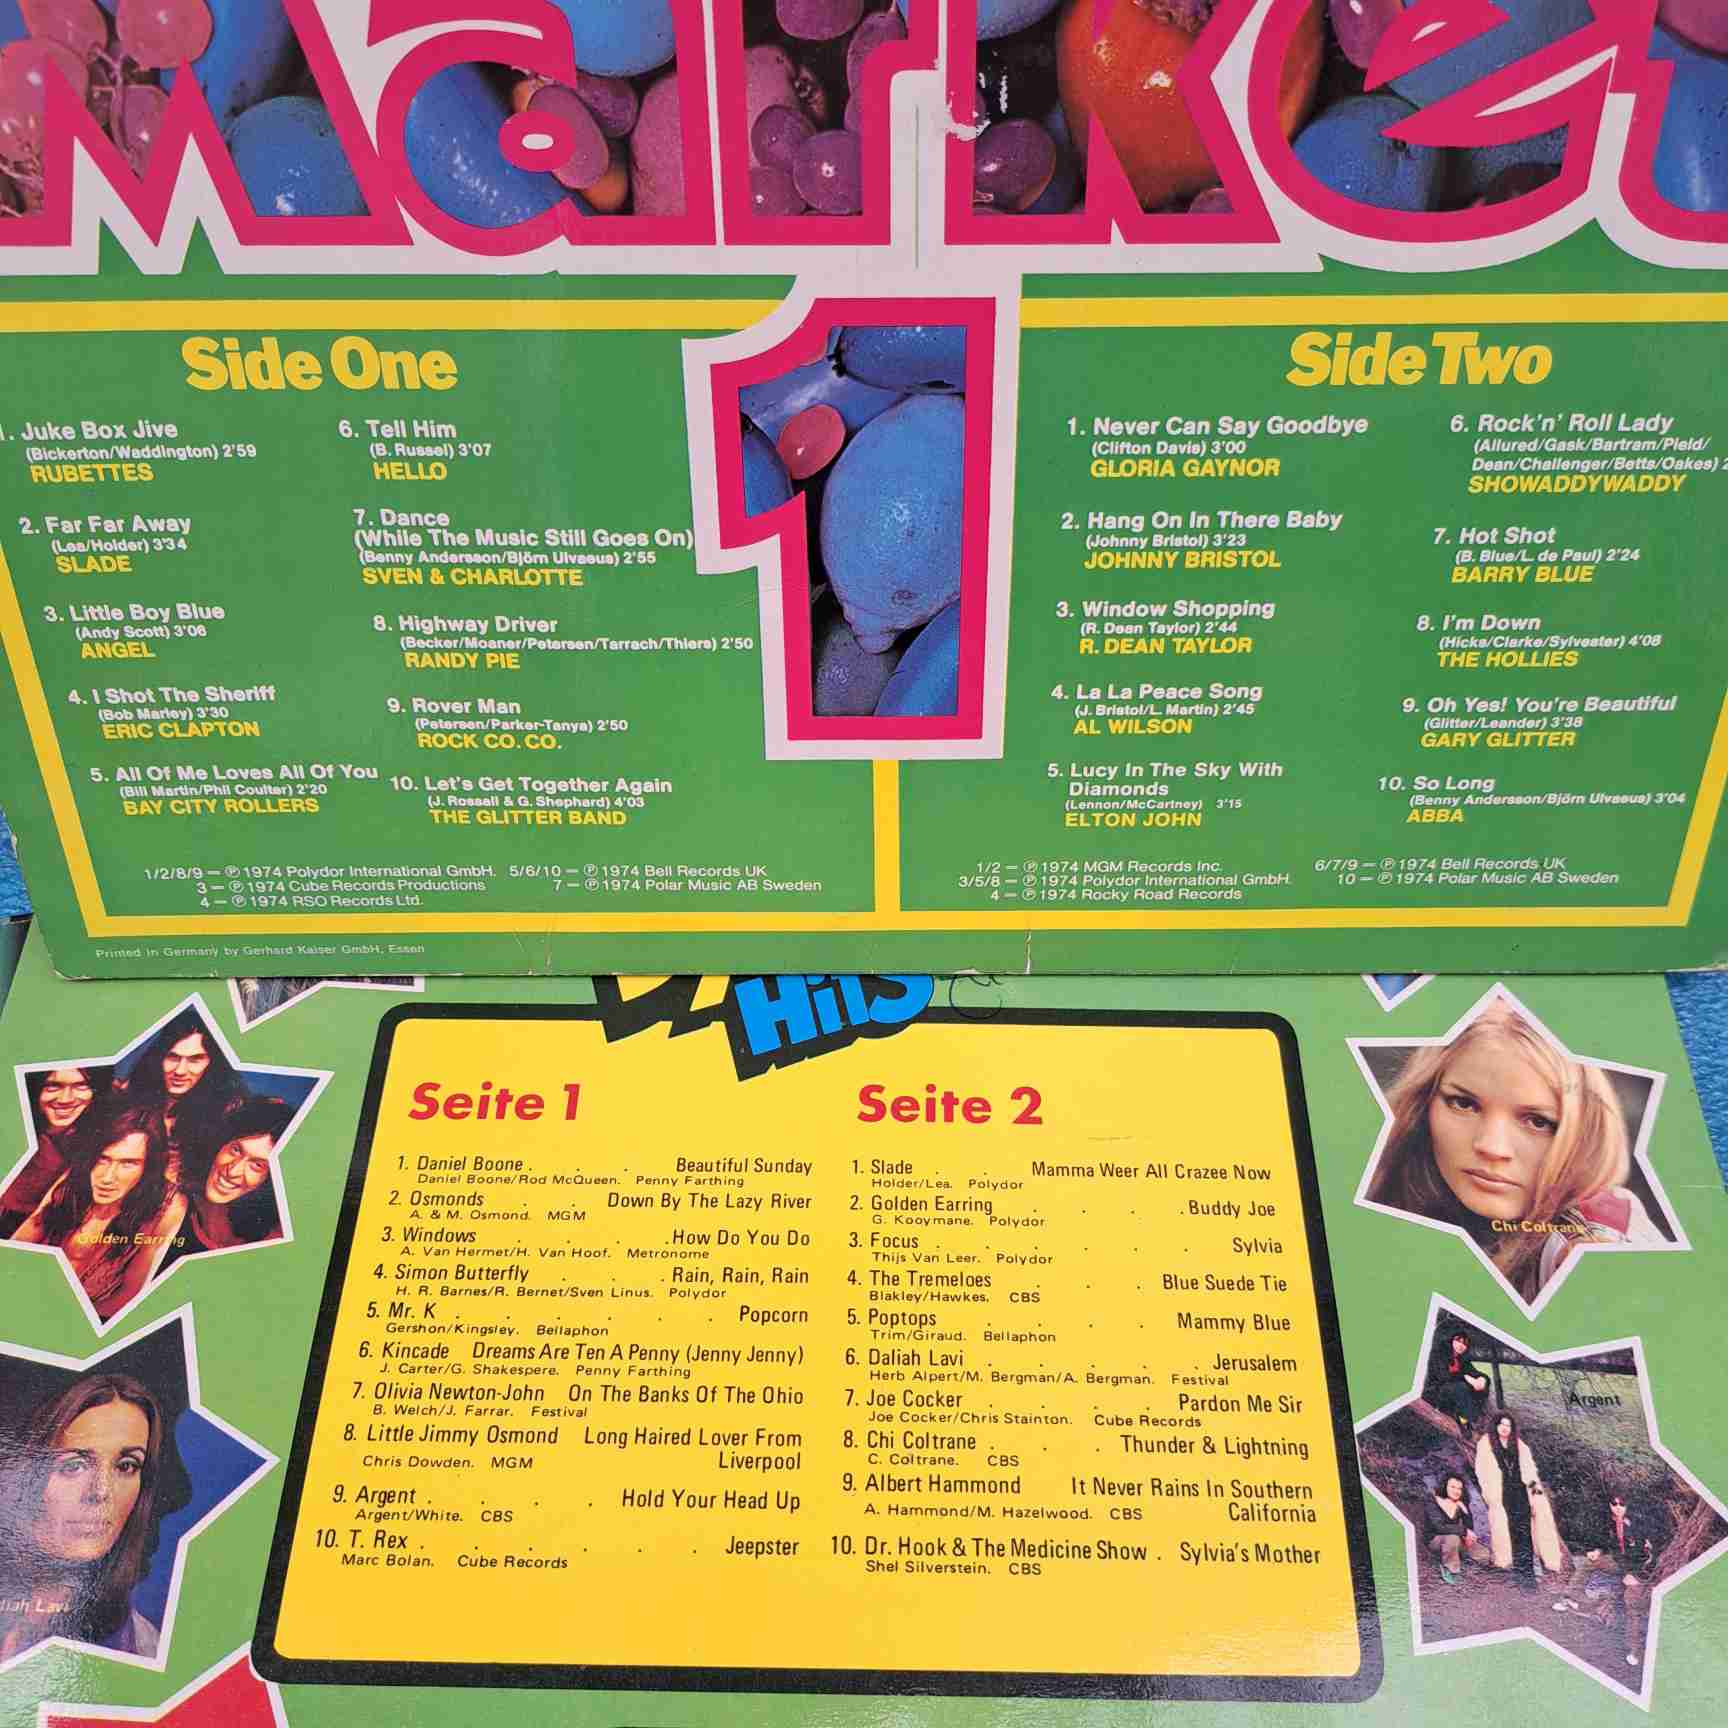 Market
1
Side One
1. Juke Box Jive
(Bickerton/Waddington) 2'59
RUBETTES
2. Far Far Away
(Lea/Holder) 3'34
SLADE
3. Little Boy Blue
(Andy Scott) 3'06
ANGEL
4. I Shot The Sheriff
(Bob Marley) 3'30
ERIC CLAPTON
5. All Of Me Loves All Of You
(Bill Martin/Phil Coulter) 2'20
BAY CITY ROLLERS
6. Tell Him
(B. Russel) 3'07
HELLO
7. Dance
(While The Music Still Goes On)
(Benny Andersson/Björn Ulvaeus) 2'55
SVEN & CHARLOTTE
8. Highway Driver
(Becker/Moaner/Petersen/Tarrach/Thiers) 2'50
RANDY PIE
9. Rover Man
(Petersen/Parker-Tanya) 2'50
ROCK CO. CO.
10. Let's Get Together Again
(J. Rossall & G. Shephard) 4'03
THE GLITTER BAND
1/2/8/9 – ℗ 1974 Polydor International GmbH. 5/6/10 – ℗ 1974 Bell Records UK
3 – ℗ 1974 Cube Records Productions 7 – ℗ 1974 Polar Music AB Sweden
4 – ℗ 1974 RSO Records Ltd.
Side Two
1. Never Can Say Goodbye
(Clifton Davis) 3'00
GLORIA GAYNOR
2. Hang On In There Baby
(Johnny Bristol) 3'23
JOHNNY BRISTOL
3. Window Shopping
(R. Dean Taylor) 2'44
R. DEAN TAYLOR
4. La La Peace Song
(J. Bristol/L. Martin) 2'45
AL WILSON
5. Lucy In The Sky With
Diamonds
(Lennon/McCartney) 3'15
ELTON JOHN
6. Rock'n' Roll Lady
(Allured/Gask/Bartram/Field/
Dean/Challenger/Betts/Oakes)
SHOWADDYWADDY
7. Hot Shot
(B. Blue/L. de Paul) 2'24
BARRY BLUE
8. I'm Down
(Hicks/Clarke/Sylvester) 4'08
THE HOLLIES
9. Oh Yes! You're Beautiful
(Glitter/Leander) 3'38
GARY GLITTER
10. So Long
(Benny Andersson/Björn Ulvaeus) 3'04
ABBA
1/2 – ℗ 1974 MGM Records Inc. 6/7/9 – ℗ 1974 Bell Records UK
3/5/8 – ℗ 1974 Polydor International GmbH. 10 – ℗ 1974 Polar Music AB Sweden
4 – ℗ 1974 Rocky Road Records
Printed in Germany by Gerhard Kaiser GmbH, Essen
Hits
Seite 1
1. Daniel Boone . . . Beautiful Sunday
Daniel Boone/Rod McQueen. Penny Farthing
2. Osmonds . . Down By The Lazy River
A. & M. Osmond. MGM
3. Windows . . . . How Do You Do
A. Van Hermet/H. Van Hoof. Metronome
4. Simon Butterfly . . . Rain, Rain, Rain
H. R. Barnes/R. Bernet/Sven Linus. Polydor
5. Mr. K . . . . . . Popcorn
Gershon/Kingsley. Bellaphon
6. Kincade Dreams Are Ten A Penny (Jenny Jenny)
J. Carter/G. Shakespere. Penny Farthing
7. Olivia Newton-John On The Banks Of The Ohio
B. Welch/J. Farrar. Festival
8. Little Jimmy Osmond Long Haired Lover From
Chris Dowden. MGM Liverpool
9. Argent . . . . Hold Your Head Up
Argent/White. CBS
10. T. Rex . . . . . . Jeepster
Marc Bolan. Cube Records
Seite 2
1. Slade . . Mamma Weer All Crazee Now
Holder/Lea. Polydor
2. Golden Earring . . . . Buddy Joe
G. Kooymane. Polydor
3. Focus . . . . . . Sylvia
Thijs Van Leer. Polydor
4. The Tremeloes . . . Blue Suede Tie
Blakley/Hawkes. CBS
5. Poptops . . . . Mammy Blue
Trim/Giraud. Bellaphon
6. Daliah Lavi . . . . . Jerusalem
Herb Alpert/M. Bergman/A. Bergman. Festival
7. Joe Cocker . . . . Pardon Me Sir
Joe Cocker/Chris Stainton. Cube Records
8. Chi Coltrane . . . Thunder & Lightning
C. Coltrane. CBS
9. Albert Hammond It Never Rains In Southern
A. Hammond/M. Hazelwood. CBS California
10. Dr. Hook & The Medicine Show . Sylvia's Mother
Shel Silverstein. CBS
Golden Earring
Lavi
Chi Coltrane
Argent